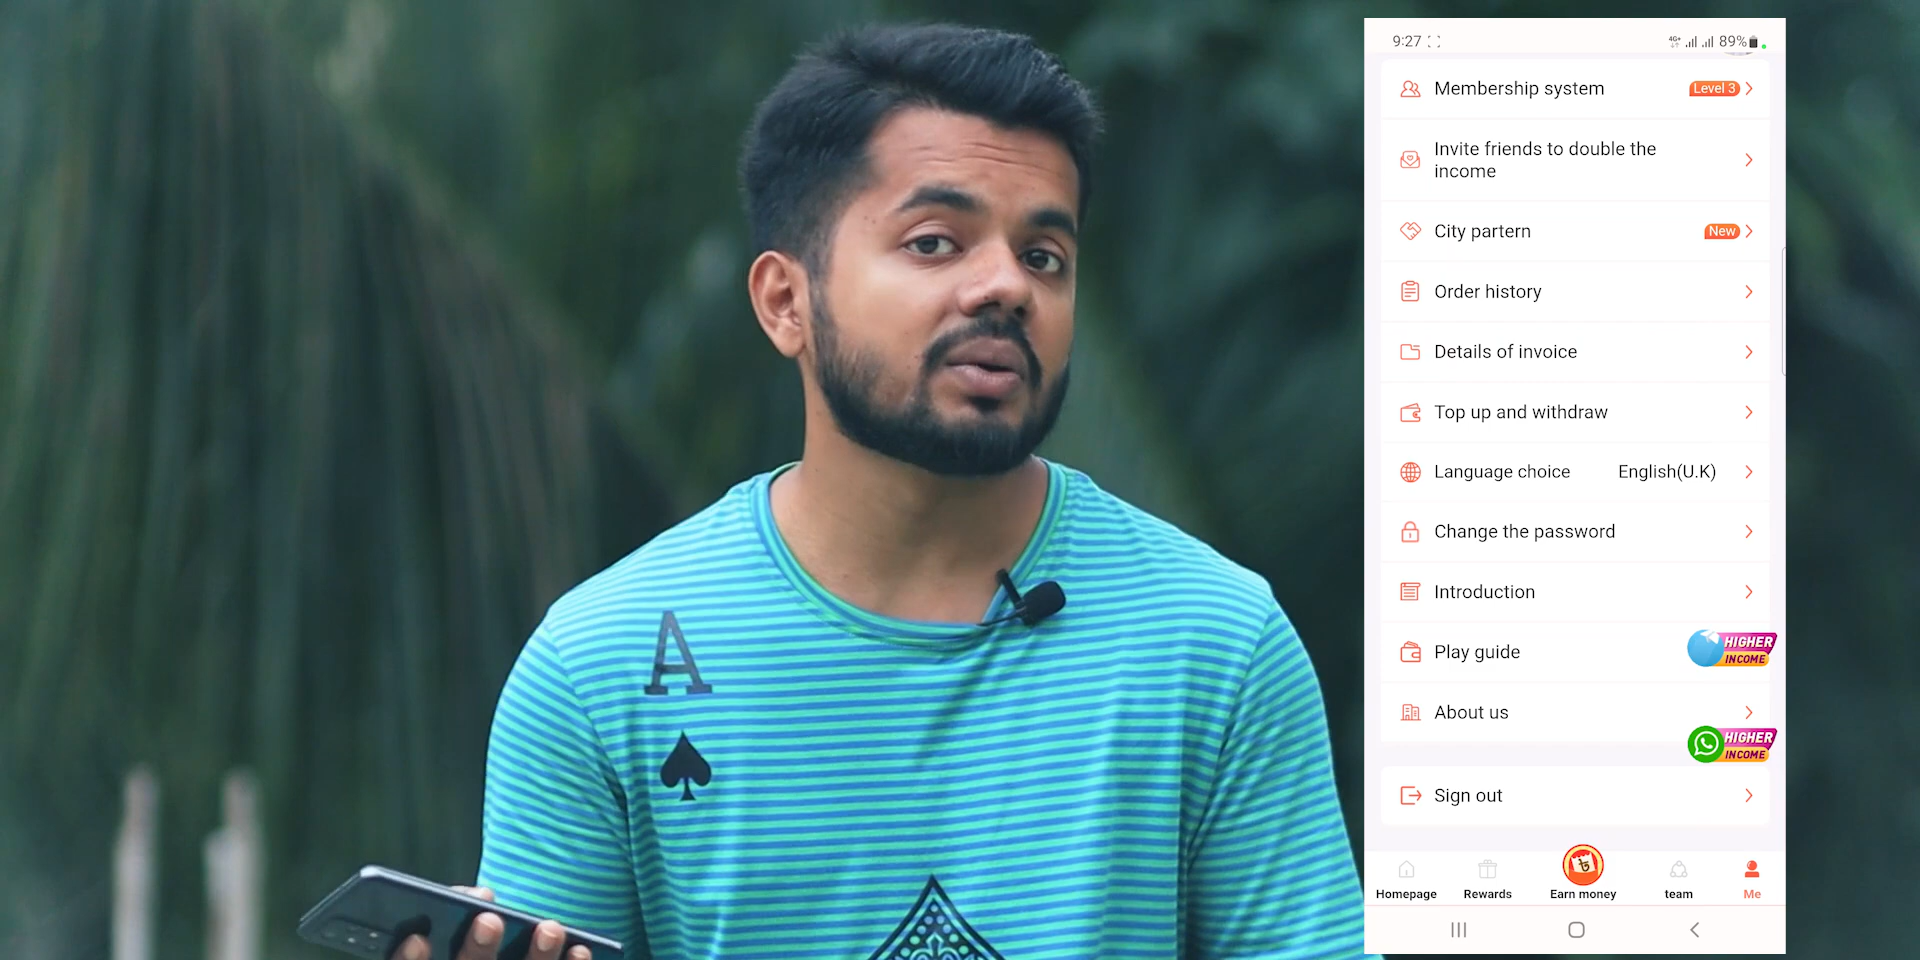 A
9:27
4G+
89%
Membership system
Level 3
Invite friends to double the
income
City partern
New
Order history
Details of invoice
Top up and withdraw
Language choice
English(U.K)
Change the password
Introduction
Play guide
HIGHER
INCOME
About us
HIGHER
INCOME
Sign out
৳
Homepage
Rewards
Earn money
team
Me